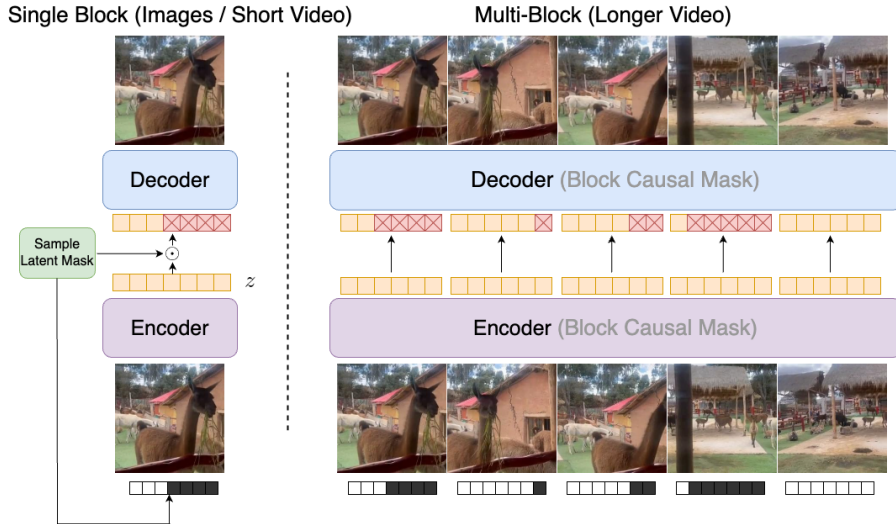 Single Block (Images / Short Video)
Multi-Block (Longer Video)
Decoder
Decoder (Block Causal Mask)
Sample
Latent Mask
z
Encoder
Encoder (Block Causal Mask)